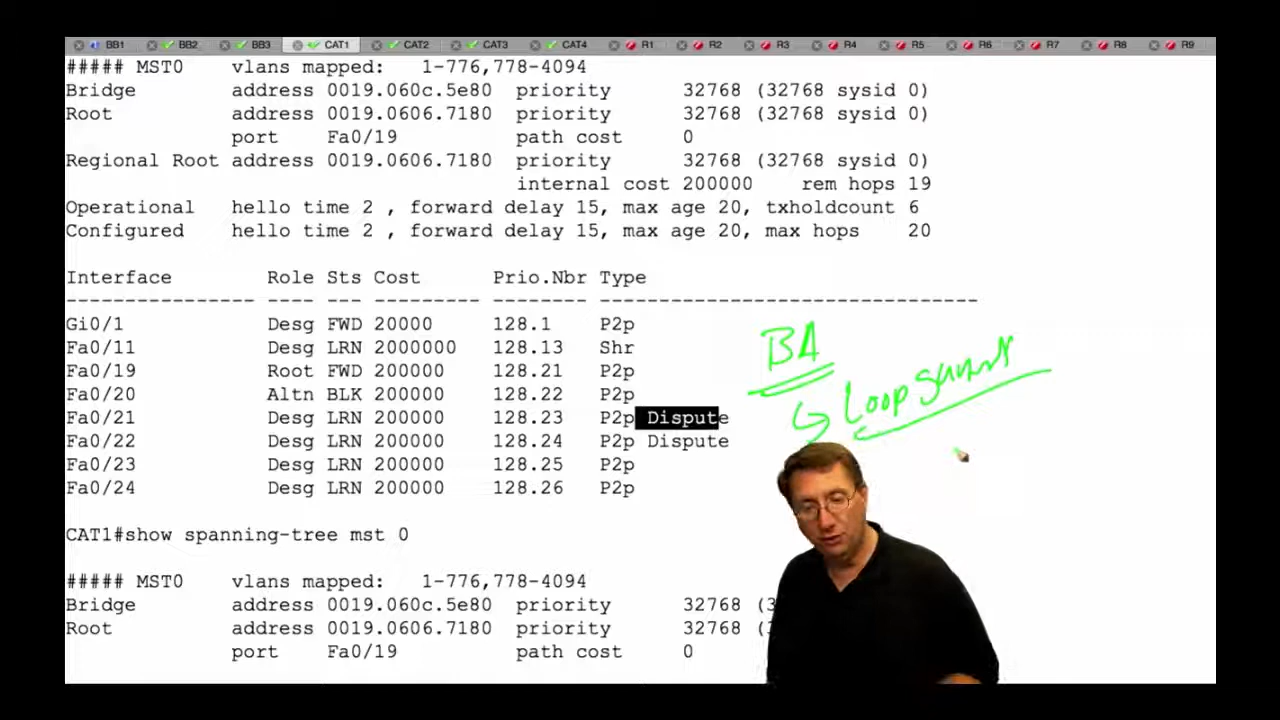 BB1 BB2 BB3 CAT1 CAT2 CAT3 CAT4 R1 R2 R3 R4 R5 R6 R7 R8 R9
##### MST0 vlans mapped: 1-776,778-4094
Bridge address 0019.060c.5e80 priority 32768 (32768 sysid 0)
Root address 0019.0606.7180 priority 32768 (32768 sysid 0)
port Fa0/19 path cost 0
Regional Root address 0019.0606.7180 priority 32768 (32768 sysid 0)
internal cost 200000 rem hops 19
Operational hello time 2 , forward delay 15, max age 20, txholdcount 6
Configured hello time 2 , forward delay 15, max age 20, max hops 20
Interface Role Sts Cost Prio.Nbr Type
---------------- ---- --- --------- -------- --------------------------------
Gi0/1 Desg FWD 20000 128.1 P2p
Fa0/11 Desg LRN 2000000 128.13 Shr
Fa0/19 Root FWD 200000 128.21 P2p
Fa0/20 Altn BLK 200000 128.22 P2p
Fa0/21 Desg LRN 200000 128.23 P2p Dispute
Fa0/22 Desg LRN 200000 128.24 P2p Dispute
Fa0/23 Desg LRN 200000 128.25 P2p
Fa0/24 Desg LRN 200000 128.26 P2p
BA
Loop
CAT1#show spanning-tree mst 0
##### MST0 vlans mapped: 1-776,778-4094
Bridge address 0019.060c.5e80 priority 32768 (3
Root address 0019.0606.7180 priority 32768 (
port Fa0/19 path cost 0